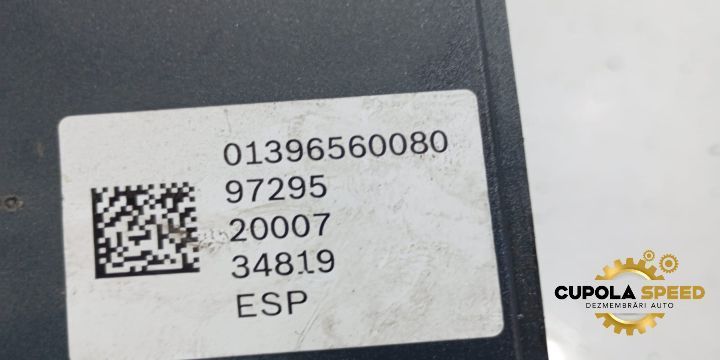 01396560080
97295
20007
34819
ESP
CUPOLA SPEED
DEZMEMBRĂRI AUTO